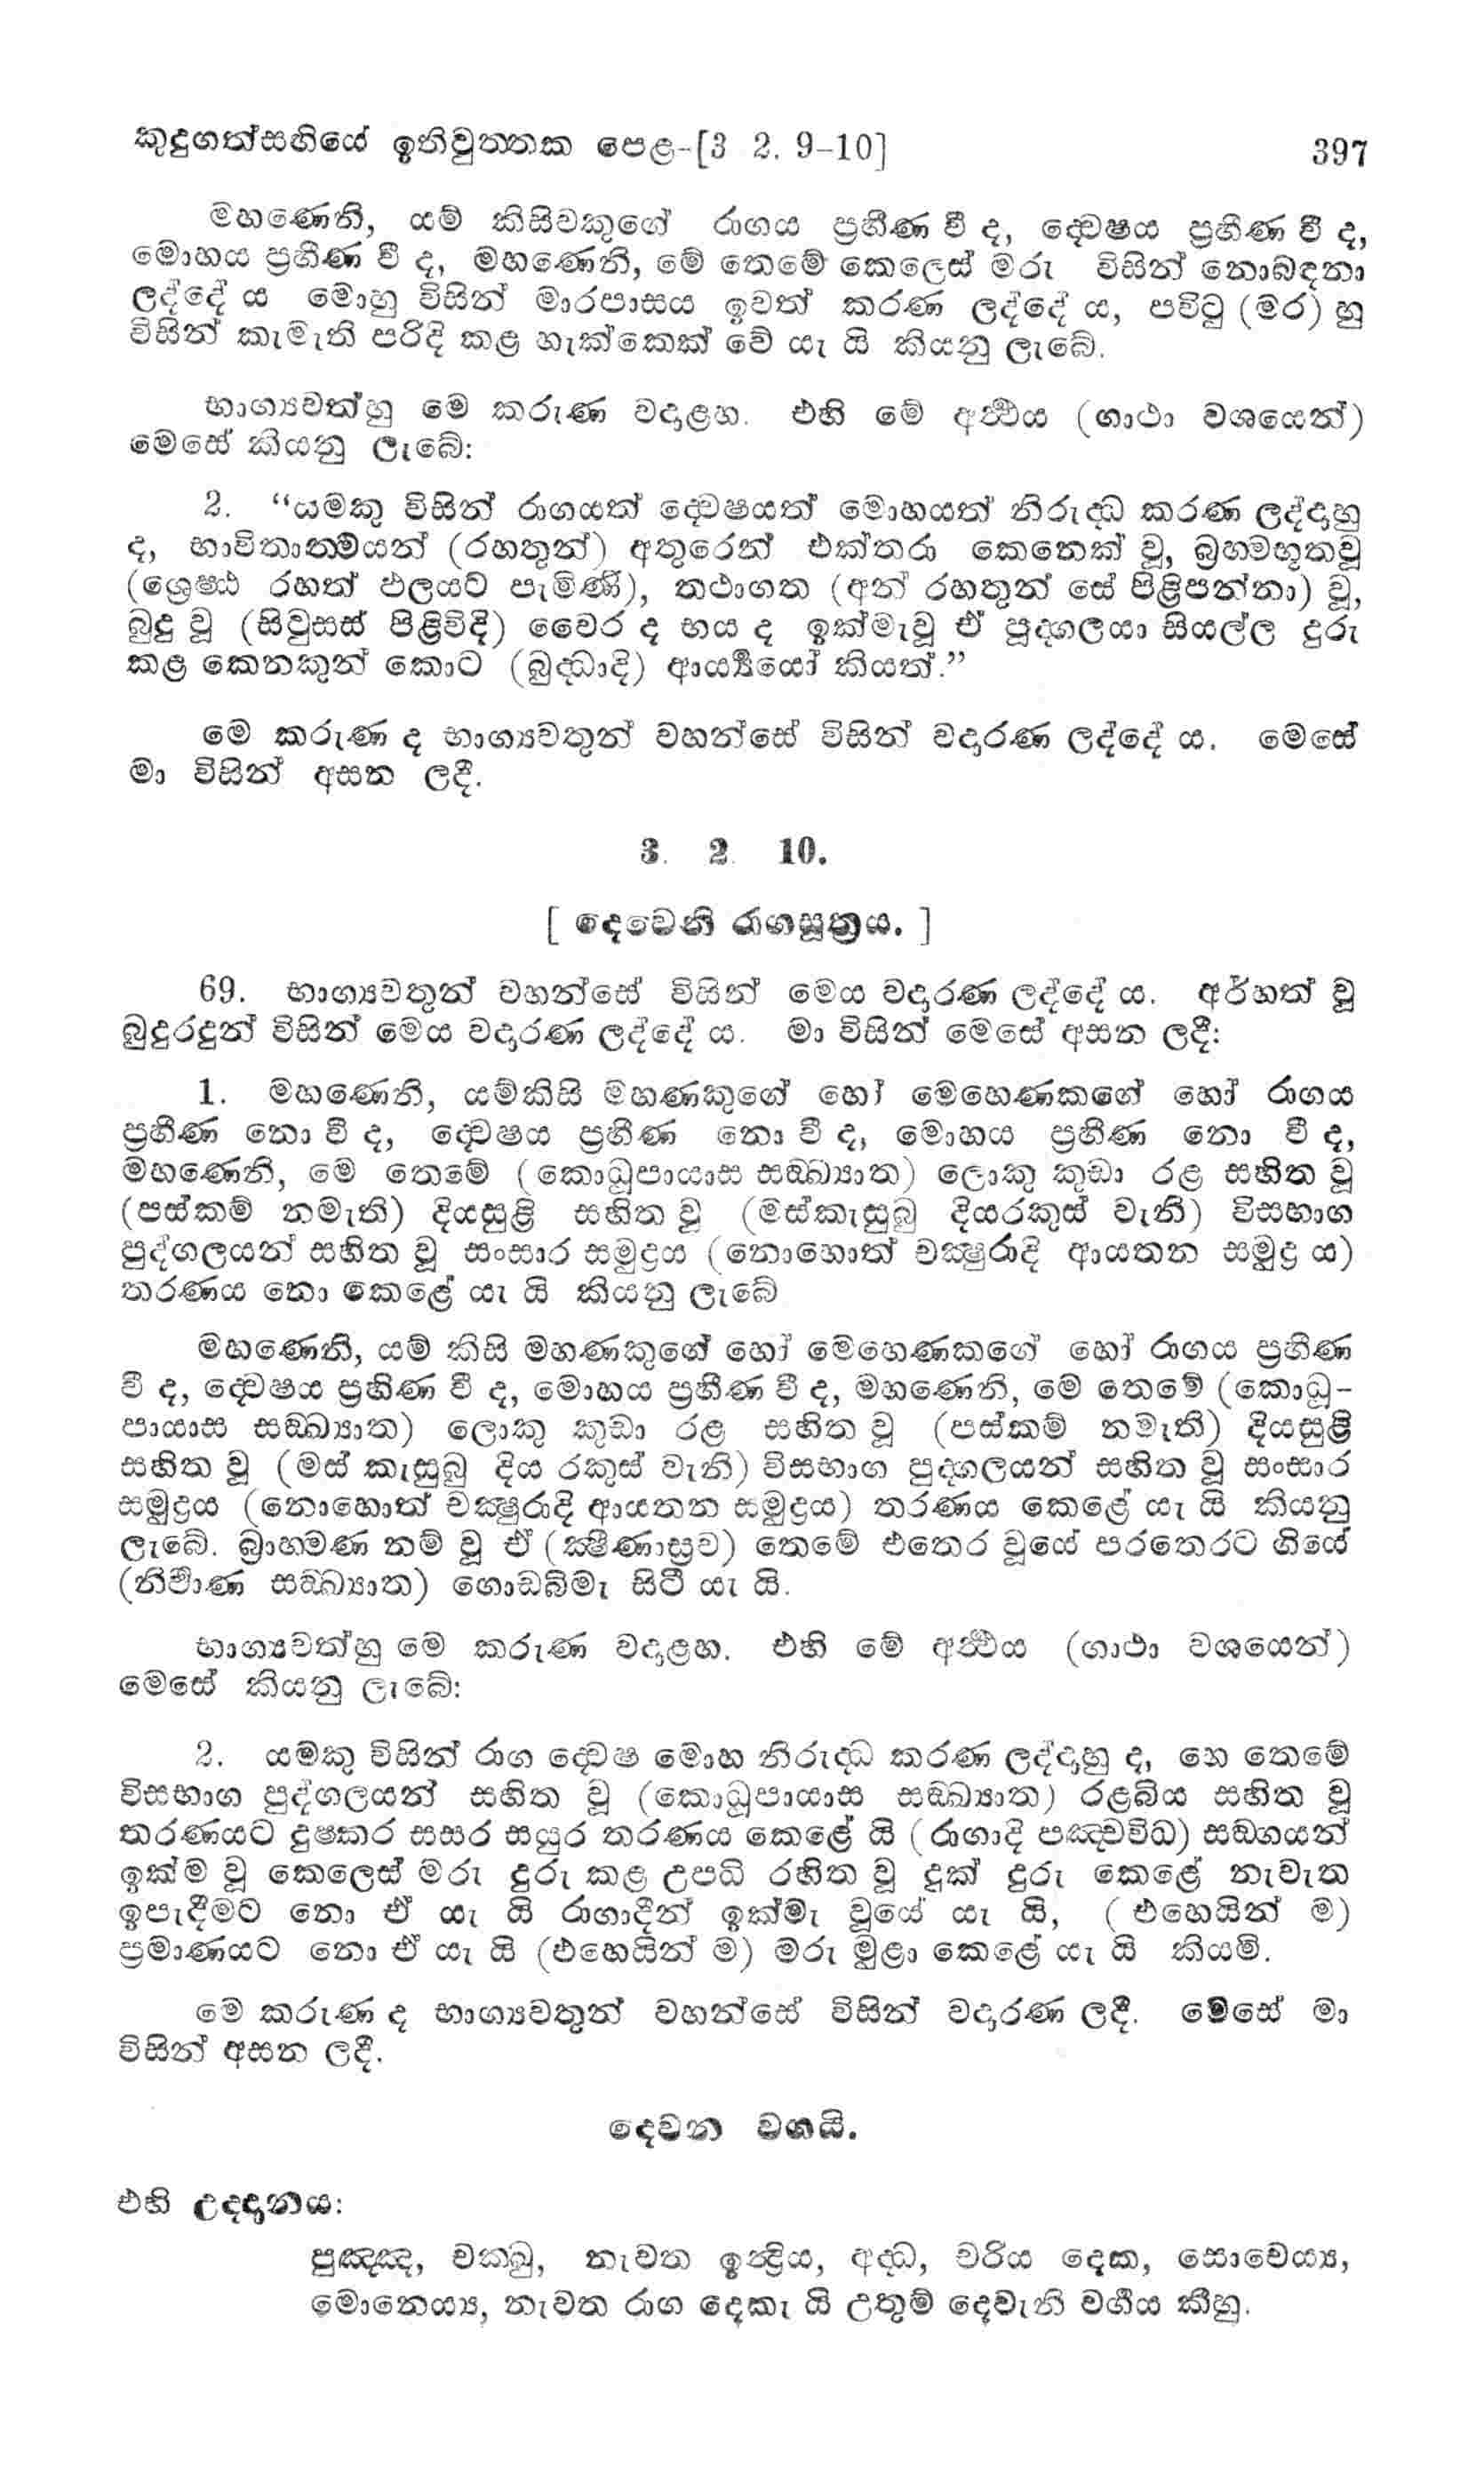 කුදුගත්සඟියේ ඉතිවුත්තක පෙළ-[3 2. 9-10] 397
මහණෙනි, යම් කිසිවකුගේ රාගය ප්‍රහීණ වී ද, ද්වෙෂය ප්‍රහීණ වී ද,
මොහය ප්‍රහීණ වී ද, මහණෙනි, මේ තෙමේ කෙලෙස් මරු විසින් නොබඳනා
ලද්දේ ය මොහු විසින් මාරපාසය ඉවත් කරණ ලද්දේ ය, පවිටු (මර) හු
විසින් කැමැති පරිදි කළ හැක්කෙක් වේ යැ යි කියනු ලැබේ.
භාග්‍යවත්හු මෙ කරුණ වදාළහ. එහි මේ අර්ථය (ගාථා වශයෙන්)
මෙසේ කියනු ලැබේ:
2. “යමකු විසින් රාගයත් ද්වෙෂයත් මොහයත් නිරුද්ධ කරණ ලද්දාහු
ද, භාවිතාත්මයන් (රහතුන්) අතුරෙන් එක්තරා කෙනෙක් වූ, බ්‍රහ්මභූතවූ
(ශ්‍රෙෂ්ඨ රහත් ඵලයට පැමිණි), තථාගත (අන් රහතුන් සේ පිළිපන්නා) වූ,
බුදු වූ (සිවුසස් පිළිවිදි) වෛර ද භය ද ඉක්මැවූ ඒ පුද්ගලයා සියල්ල දුරු
කළ කෙනකුන් කොට (බුද්ධාදි) ආර්‍ය්‍යයෝ කියත්.”
මෙ කරුණ ද භාග්‍යවතුන් වහන්සේ විසින් වදාරණ ලද්දේ ය. මෙසේ
මා විසින් අසන ලදී.
3. 2. 10.
[ දෙවෙනි රාගසූත්‍රය. ]
69. භාග්‍යවතුන් වහන්සේ විසින් මෙය වදාරණ ලද්දේ ය. අර්හත් වූ
බුදුරදුන් විසින් මෙය වදාරණ ලද්දේ ය. මා විසින් මෙසේ අසන ලදී:
1. මහණෙනි, යම්කිසි මහණකුගේ හෝ මෙහෙණකගේ හෝ රාගය
ප්‍රහීණ නො වී ද, ද්වෙෂය ප්‍රහීණ නො වී ද, මොහය ප්‍රහීණ නො වී ද,
මහණෙනි, මෙ තෙමේ (කොධූපායාස සඞ්ඛ්‍යාත) ලොකු කුඩා රළ සහිත වූ
(පස්කම් නමැති) දියසුළි සහිත වූ (මස්කැසුබු දියරකුස් වැනි) විසභාග
පුද්ගලයන් සහිත වූ සංසාර සමුද්‍රය (නොහොත් චක්‍ෂුරාදි ආයතන සමුද්‍ර ය)
තරණය නො කෙළේ යැ යි කියනු ලැබේ
මහණෙනි, යම් කිසි මහණකුගේ හෝ මෙහෙණකගේ හෝ රාගය ප්‍රහීණ
වී ද, ද්වෙෂය ප්‍රහීණ වී ද, මොහය ප්‍රහීණ වී ද, මහණෙනි, මෙ තෙමේ (කොධූ-
පායාස සඞ්ඛ්‍යාත) ලොකු කුඩා රළ සහිත වූ (පස්කම් නමැති) දියසුළි
සහිත වූ (මස් කැසුබු දිය රකුස් වැනි) විසභාග පුද්ගලයන් සහිත වූ සංසාර
සමුද්‍රය (නොහොත් චක්‍ෂුරාදි ආයතන සමුද්‍රය) තරණය කෙළේ යැ යි කියනු
ලැබේ. බ්‍රාහ්මණ නම් වූ ඒ (ක්‍ෂීණාස්‍රව) තෙමේ එතෙර වූයේ පරතෙරට ගියේ
(නිර්‍වාණ සඞ්ඛ්‍යාත) ගොඩබිමැ සිටී යැ යි.
භාග්‍යවත්හු මෙ කරුණ වදාළහ. එහි මේ අර්ථය (ගාථා වශයෙන්)
මෙසේ කියනු ලැබේ:
2. යමකු විසින් රාග ද්වෙෂ මොහ නිරුද්ධ කරණ ලද්දාහු ද, හෙ තෙමේ
විසභාග පුද්ගලයන් සහිත වූ (කොධූපායාස සඞ්ඛ්‍යාත) රළබිය සහිත වූ
තරණයට දුෂ්කර සසර සයුර තරණය කෙළේ යි (රාගාදි පඤ්චවිධ) සඞ්ගයන්
ඉක්ම වූ කෙලෙස් මරු දුරු කළ උපධි රහිත වූ දුක් දුරු කෙළේ නැවැත
ඉපැදීමට නො ඒ යැ යි රාගාදීන් ඉක්මැ වූයේ යැ යි, (එහෙයින් ම)
ප්‍රමාණයට නො ඒ යැ යි (එහෙයින් ම) මරු මුළා කෙළේ යැ යි කියමි.
මෙ කරුණ ද භාග්‍යවතුන් වහන්සේ විසින් වදාරණ ලදී. මෙසේ මා
විසින් අසන ලදී.
දෙවන වගයි.
එහි උද්දානය:
පුඤ්ඤ, චක්ඛු, නැවත ඉන්‍ද්‍රිය, අද්ධ, චරිය දෙක, සොචෙය්‍ය,
මොනෙය්‍ය, නැවත රාග දෙකැ යි උතුම් දෙවැනි වර්‍ගය කීහු.